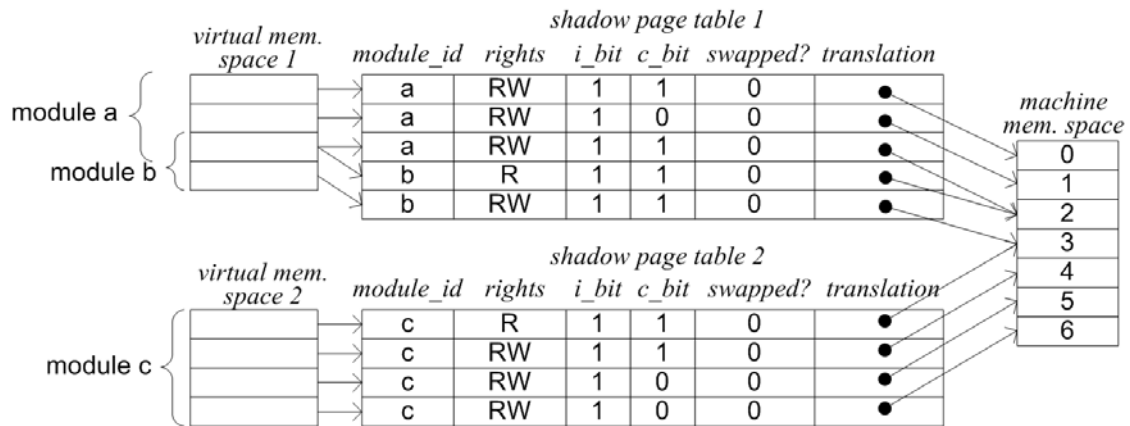 shadow page table 1
virtual mem. space 1
module_id rights i_bit c_bit swapped? translation
a RW 1 1 0
a RW 1 0 0
a RW 1 1 0
b R 1 1 0
b RW 1 1 0
module a
module b
machine mem. space
0
1
2
3
4
5
6
shadow page table 2
virtual mem. space 2
module_id rights i_bit c_bit swapped? translation
c R 1 1 0
c RW 1 1 0
c RW 1 0 0
c RW 1 0 0
module c